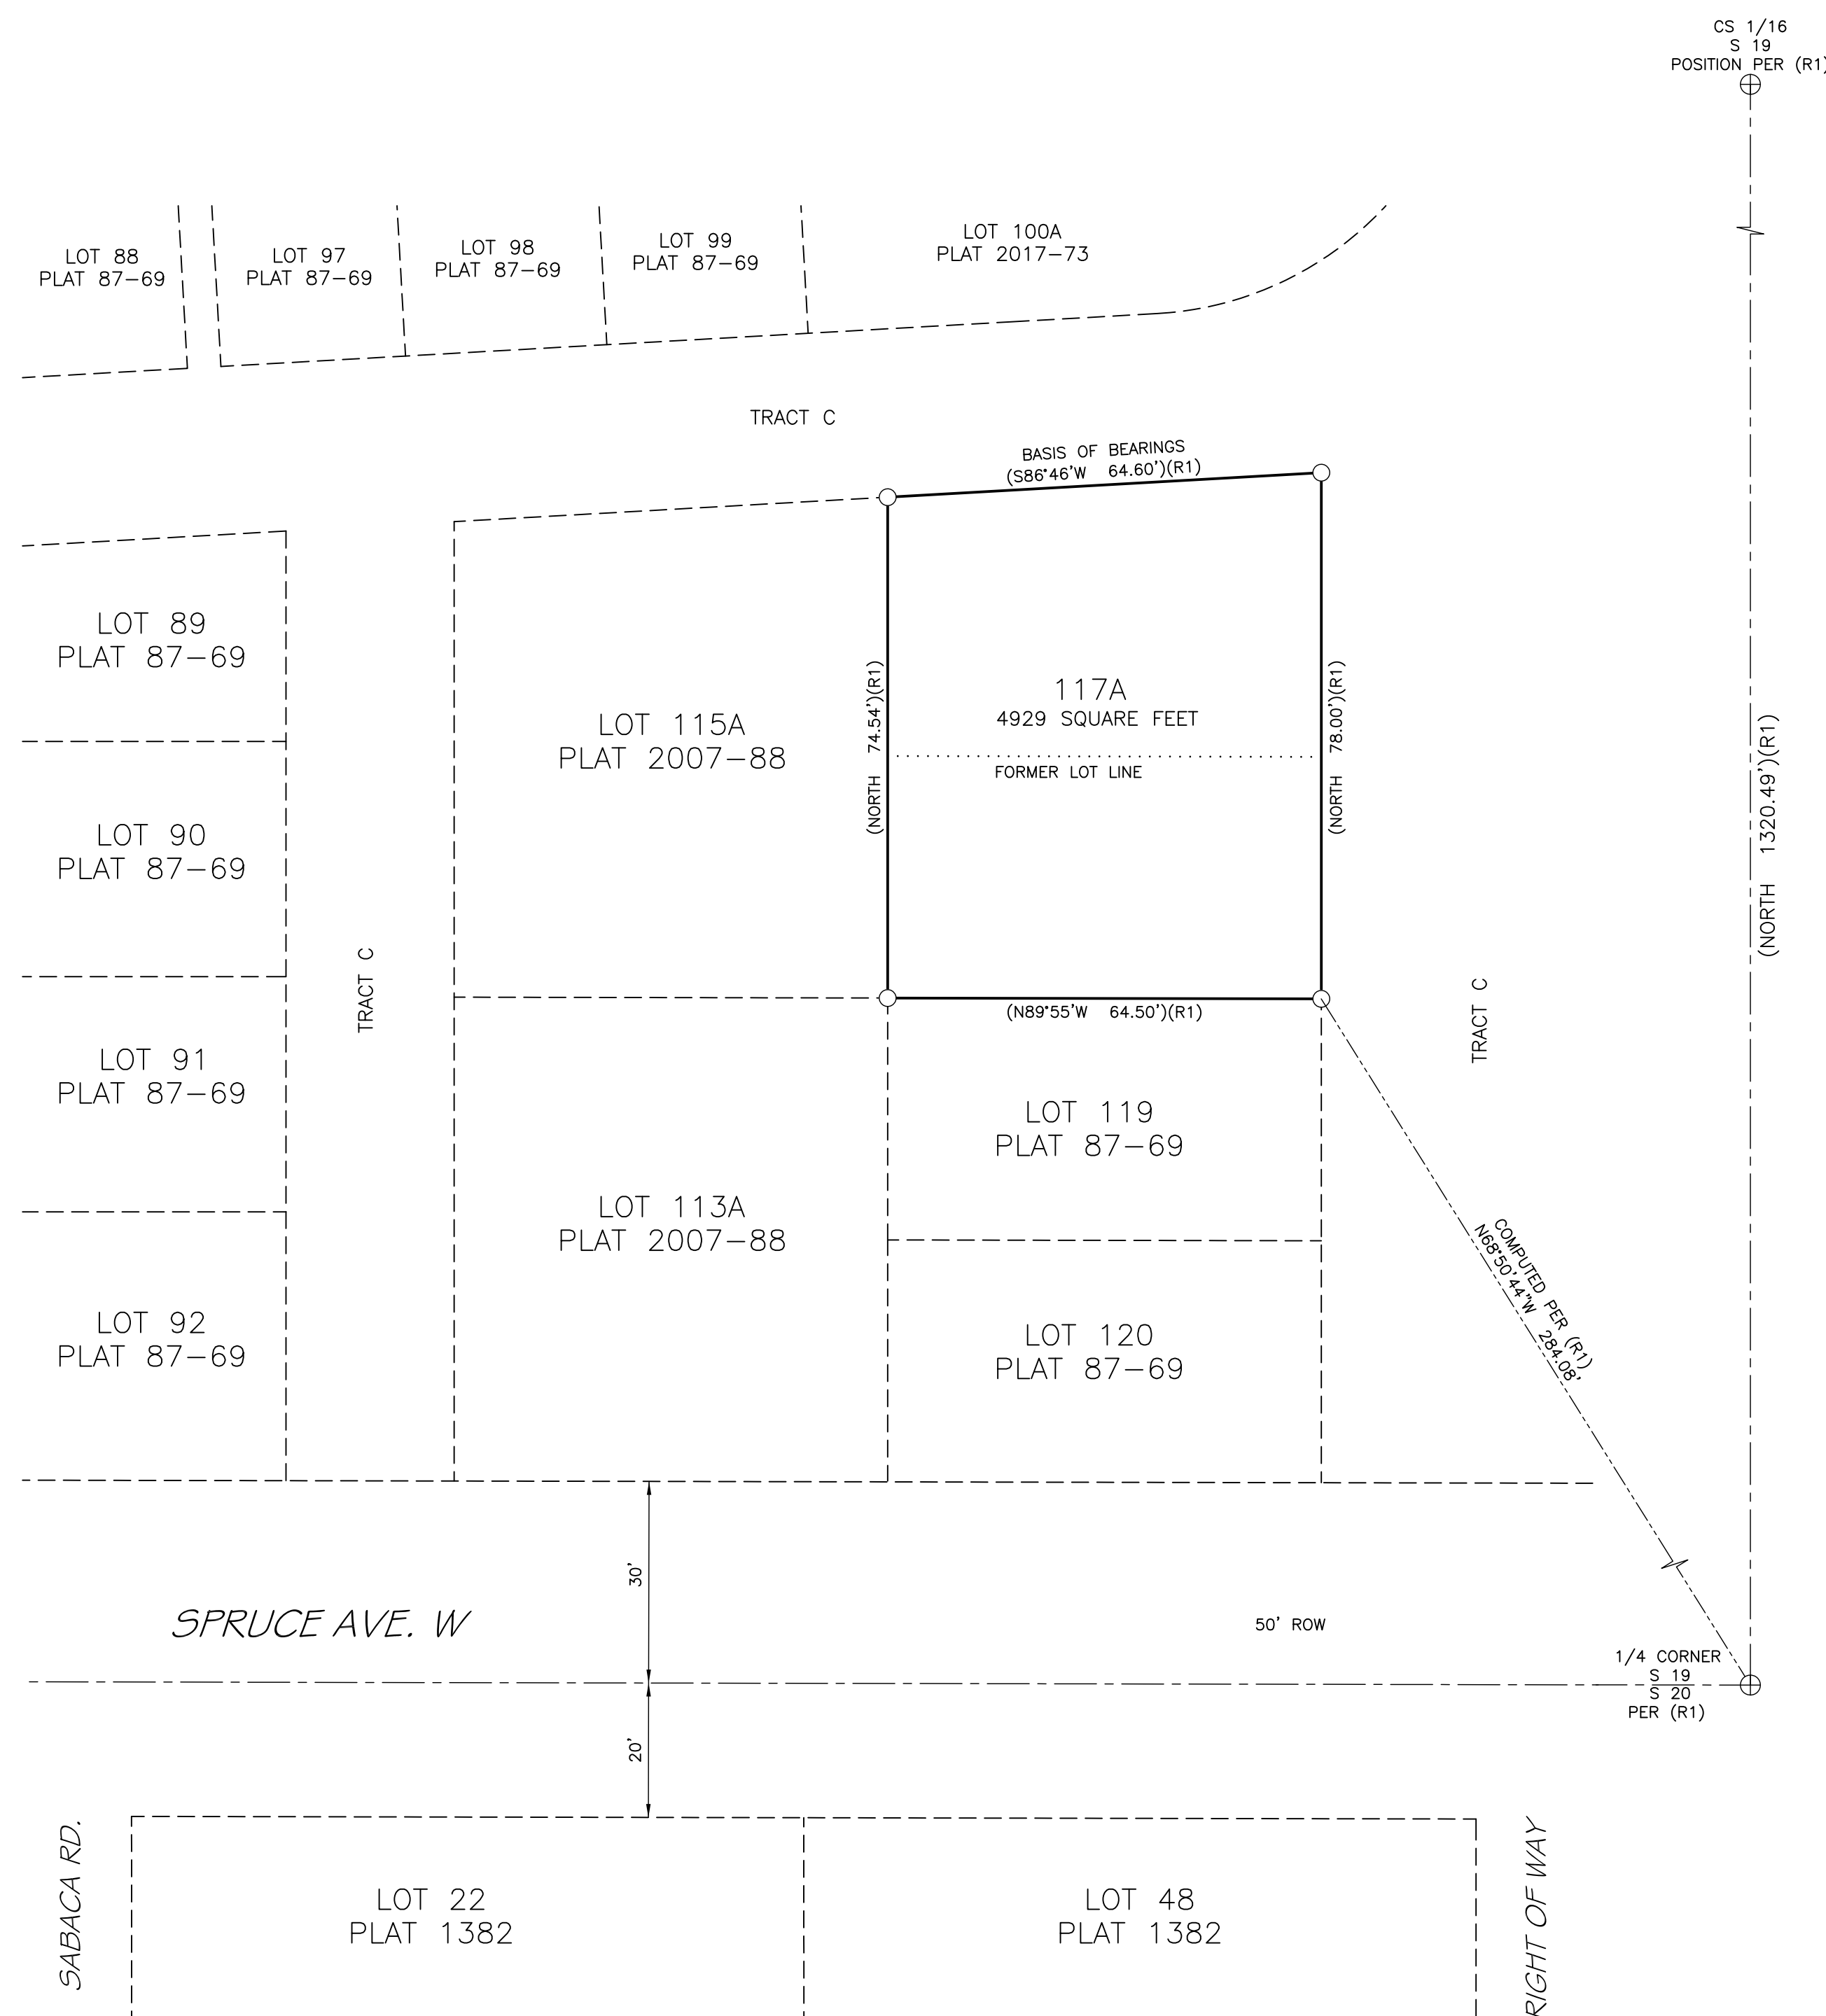 CS 1/16
S 19
POSITION PER (R1)
LOT 88
PLAT 87-69
LOT 97
PLAT 87-69
LOT 98
PLAT 87-69
LOT 99
PLAT 87-69
LOT 100A
PLAT 2017-73
TRACT C
BASIS OF BEARINGS
(S86°46'W 64.60')(R1)
LOT 89
PLAT 87-69
LOT 90
PLAT 87-69
LOT 91
PLAT 87-69
LOT 92
PLAT 87-69
TRACT C
LOT 115A
PLAT 2007-88
(NORTH 74.54')(R1)
117A
4929 SQUARE FEET
FORMER LOT LINE
(NORTH 78.00')(R1)
(NORTH 1320.49')(R1)
(N89°55'W 64.50')(R1)
TRACT C
LOT 113A
PLAT 2007-88
LOT 119
PLAT 87-69
LOT 120
PLAT 87-69
COMPUTED PER (R1)
N68°50'44"W 284.08'
30'
SPRUCE AVE. W
50' ROW
1/4 CORNER
S 19
S 20
PER (R1)
20'
SABACA RD.
LOT 22
PLAT 1382
LOT 48
PLAT 1382
RIGHT OF WAY